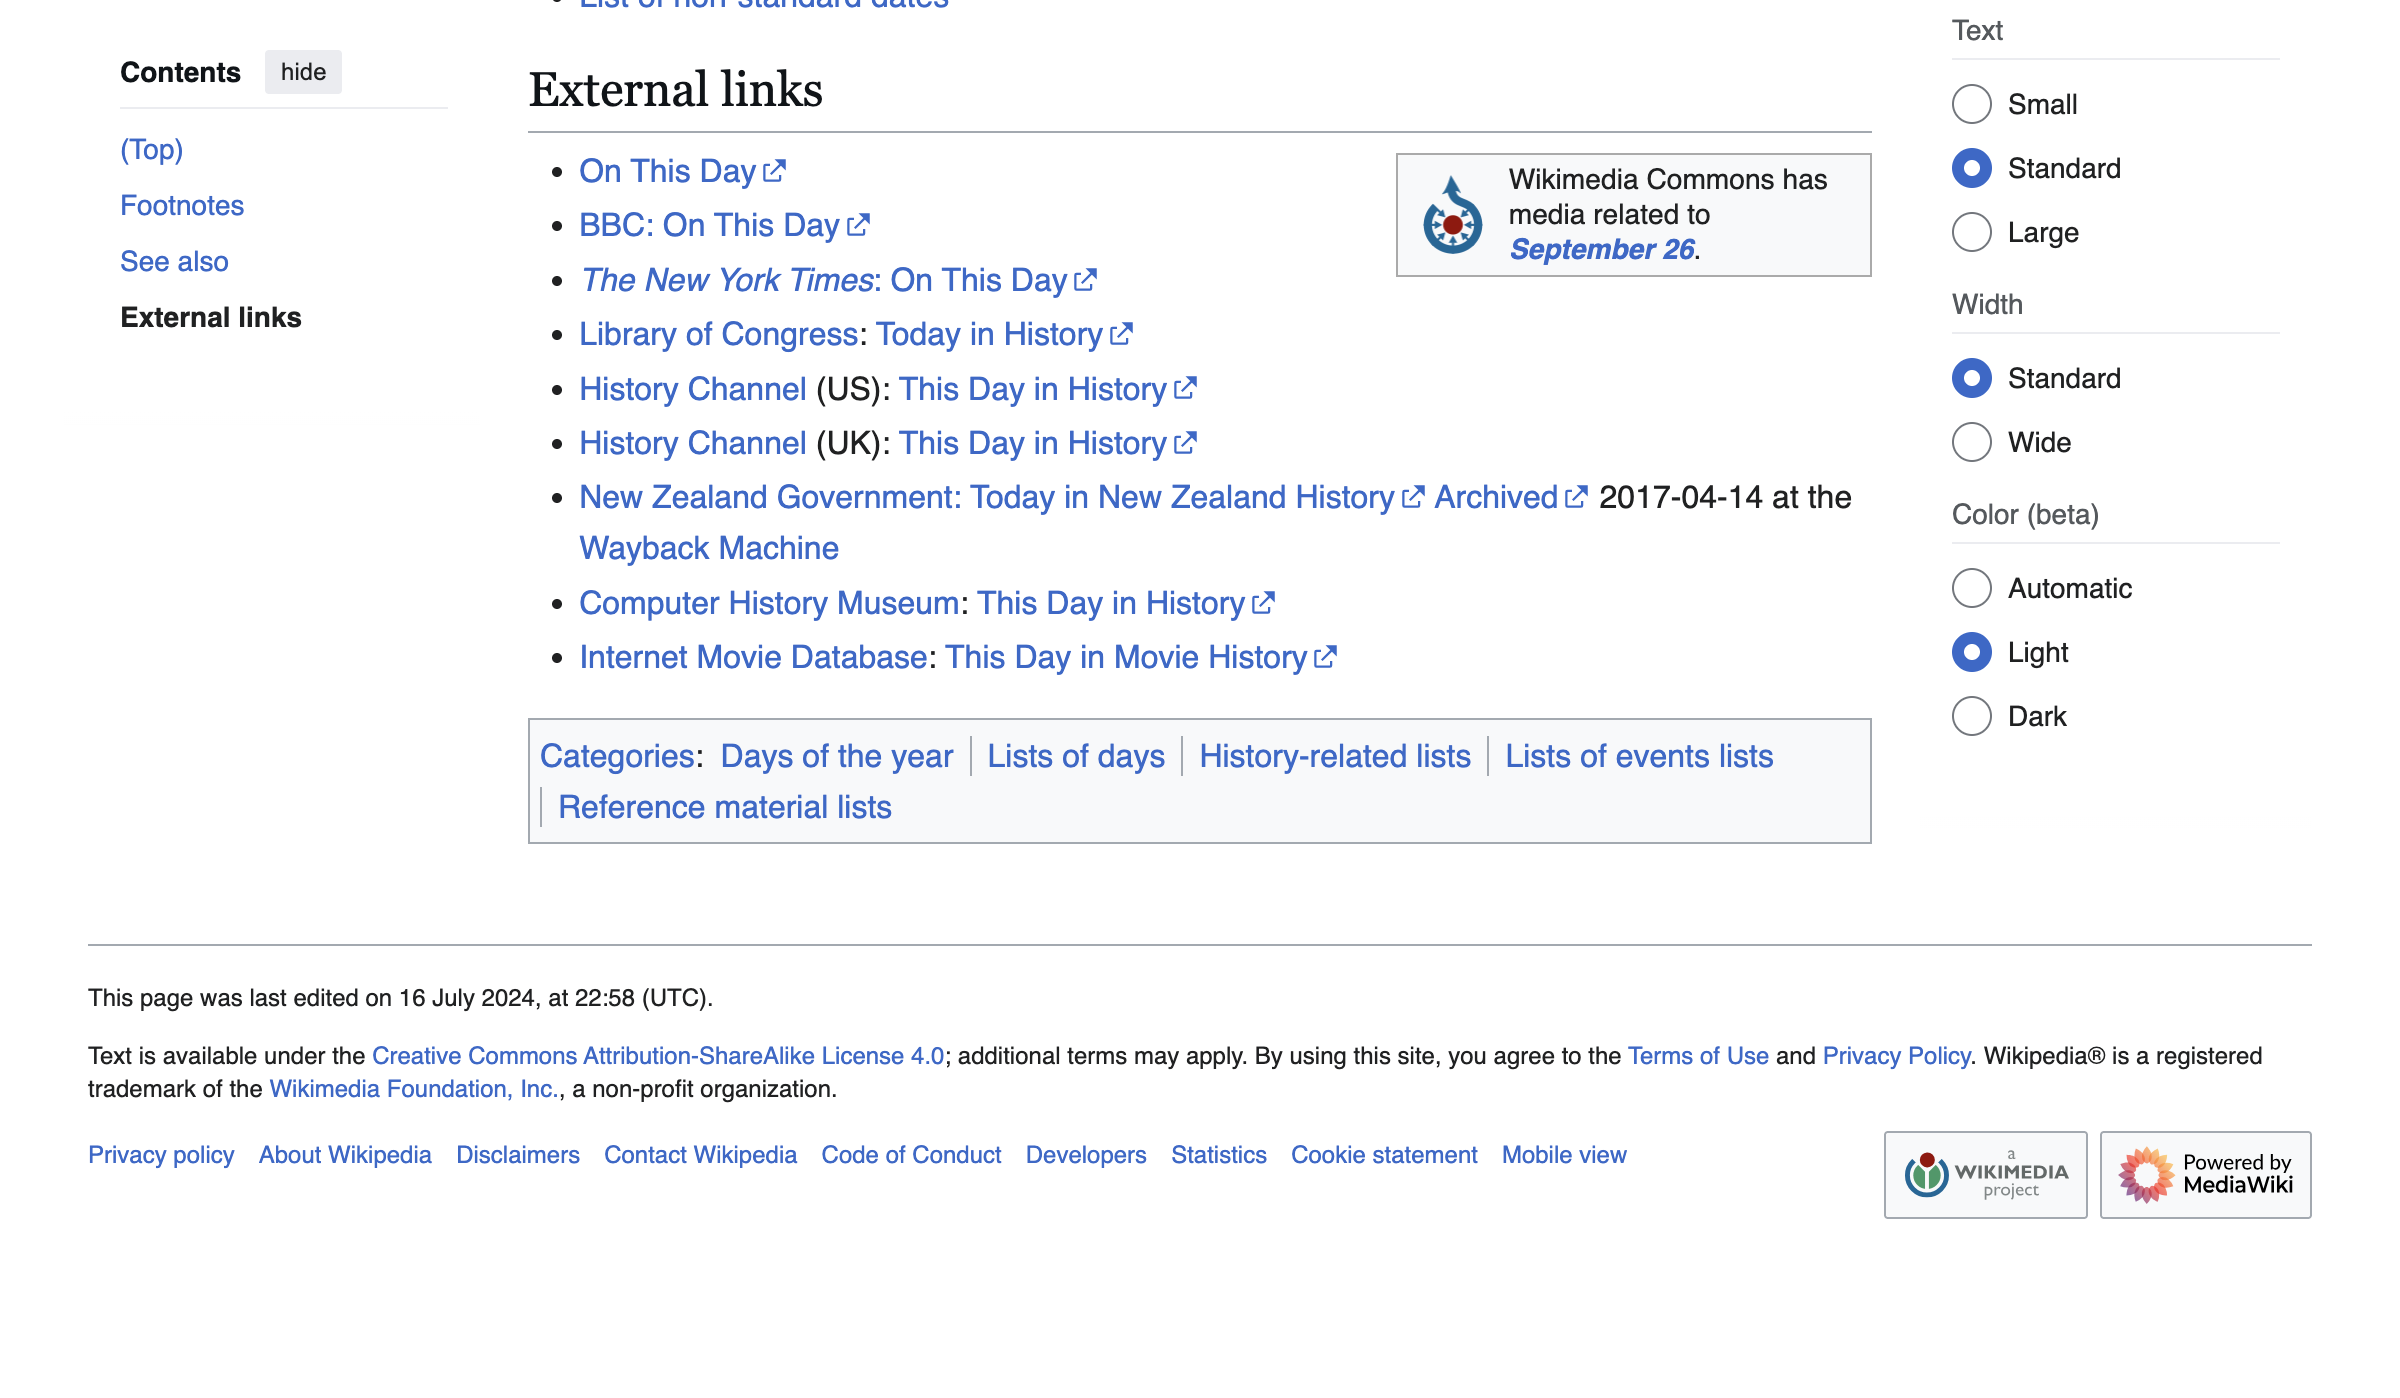 List of non-standard dates
Contents hide
(Top)
Footnotes
See also
External links
External links
On This Day
BBC: On This Day
The New York Times: On This Day
Library of Congress: Today in History
History Channel (US): This Day in History
History Channel (UK): This Day in History
New Zealand Government: Today in New Zealand History Archived 2017-04-14 at the
Wayback Machine
Computer History Museum: This Day in History
Internet Movie Database: This Day in Movie History
Wikimedia Commons has
media related to
September 26.
Categories: Days of the year | Lists of days | History-related lists | Lists of events lists
| Reference material lists
Text
Small
Standard
Large
Width
Standard
Wide
Color (beta)
Automatic
Light
Dark
This page was last edited on 16 July 2024, at 22:58 (UTC).
Text is available under the Creative Commons Attribution-ShareAlike License 4.0; additional terms may apply. By using this site, you agree to the Terms of Use and Privacy Policy. Wikipedia® is a registered
trademark of the Wikimedia Foundation, Inc., a non-profit organization.
Privacy policy About Wikipedia Disclaimers Contact Wikipedia Code of Conduct Developers Statistics Cookie statement Mobile view
a
WIKIMEDIA
project
Powered by
MediaWiki